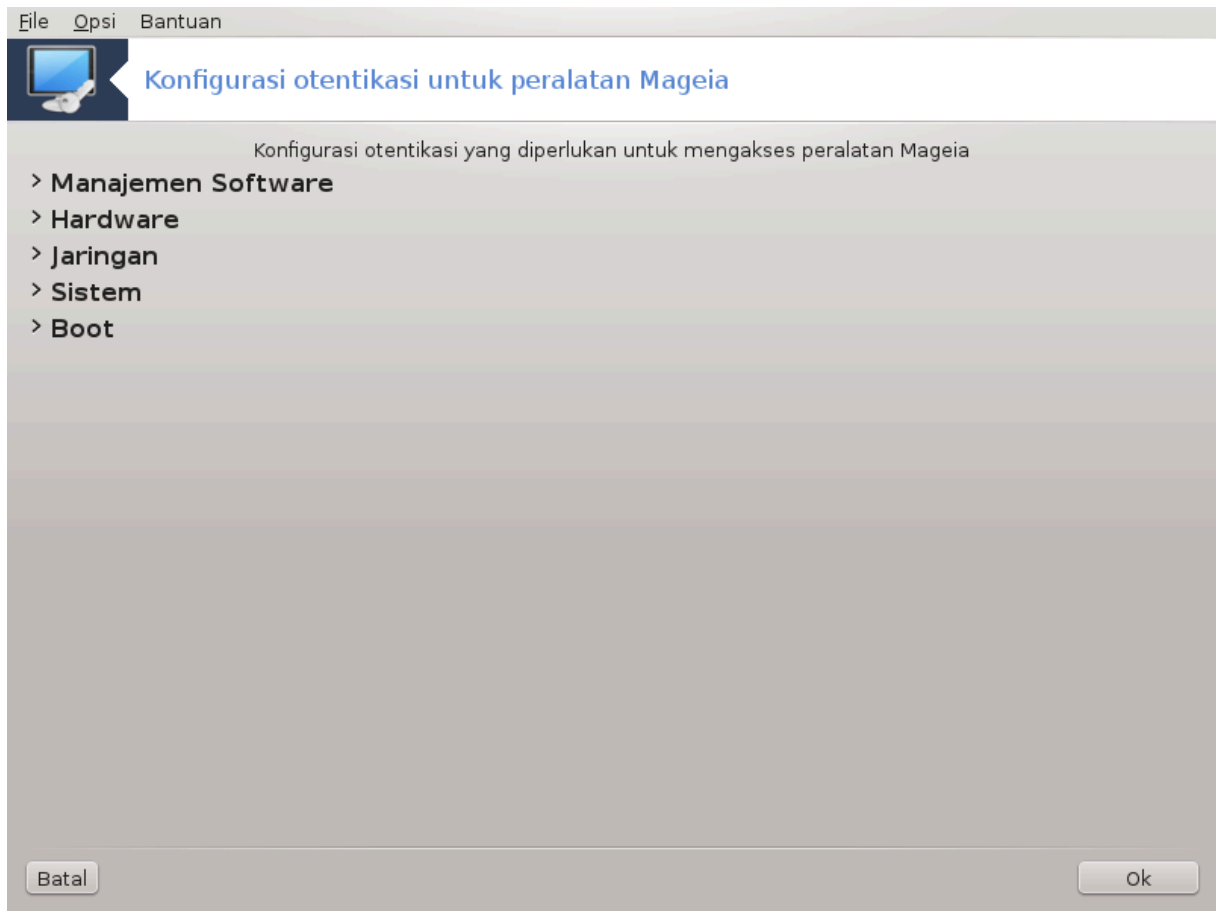 File Opsi Bantuan
Konfigurasi otentikasi untuk peralatan Mageia
Konfigurasi otentikasi yang diperlukan untuk mengakses peralatan Mageia
> Manajemen Software
> Hardware
> Jaringan
> Sistem
> Boot
Batal Ok